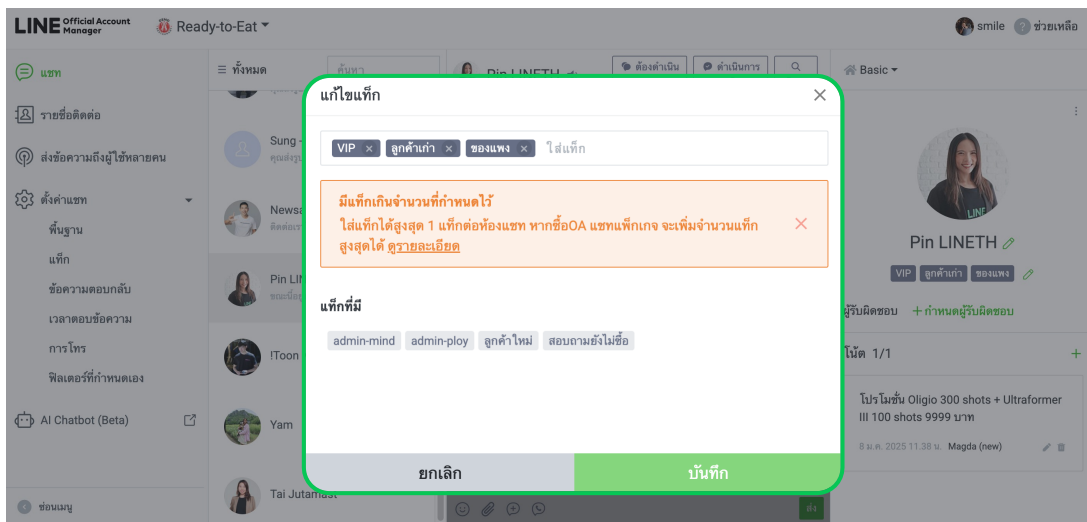 LINE Official Account Manager
Ready-to-Eat
smile
ช่วยเหลือ
แชท
รายชื่อติดต่อ
ส่งข้อความถึงผู้ใช้หลายคน
ตั้งค่าแชท
พื้นฐาน
แท็ก
ข้อความตอบกลับ
เวลาตอบข้อความ
การโทร
ฟิลเตอร์ที่กำหนดเอง
AI Chatbot (Beta)
ซ่อนเมนู
ทั้งหมด
ค้นหา
Sung -
Newsa
Pin LIN
!Toon
Yam
Tai Jutamast
Pin LINETH
ต้องดำเนิน
ดำเนินการ
แก้ไขแท็ก
VIP × ลูกค้าเก่า × ของแพง × ใส่แท็ก
มีแท็กเกินจำนวนที่กำหนดไว้
ใส่แท็กได้สูงสุด 1 แท็กต่อห้องแชท หากซื้อOA แชทแพ็กเกจ จะเพิ่มจำนวนแท็ก
สูงสุดได้ ดูรายละเอียด
แท็กที่มี
admin-mind admin-ploy ลูกค้าใหม่ สอบถามยังไม่ซื้อ
ยกเลิก
บันทึก
ส่ง
Basic
LINE
Pin LINETH
VIP ลูกค้าเก่า ของแพง
ผู้รับผิดชอบ + กำหนดผู้รับผิดชอบ
โน้ต 1/1 +
โปรโมชั่น Oligio 300 shots + Ultraformer
III 100 shots 9999 บาท
8 ม.ค. 2025 11.38 น. Magda (new)